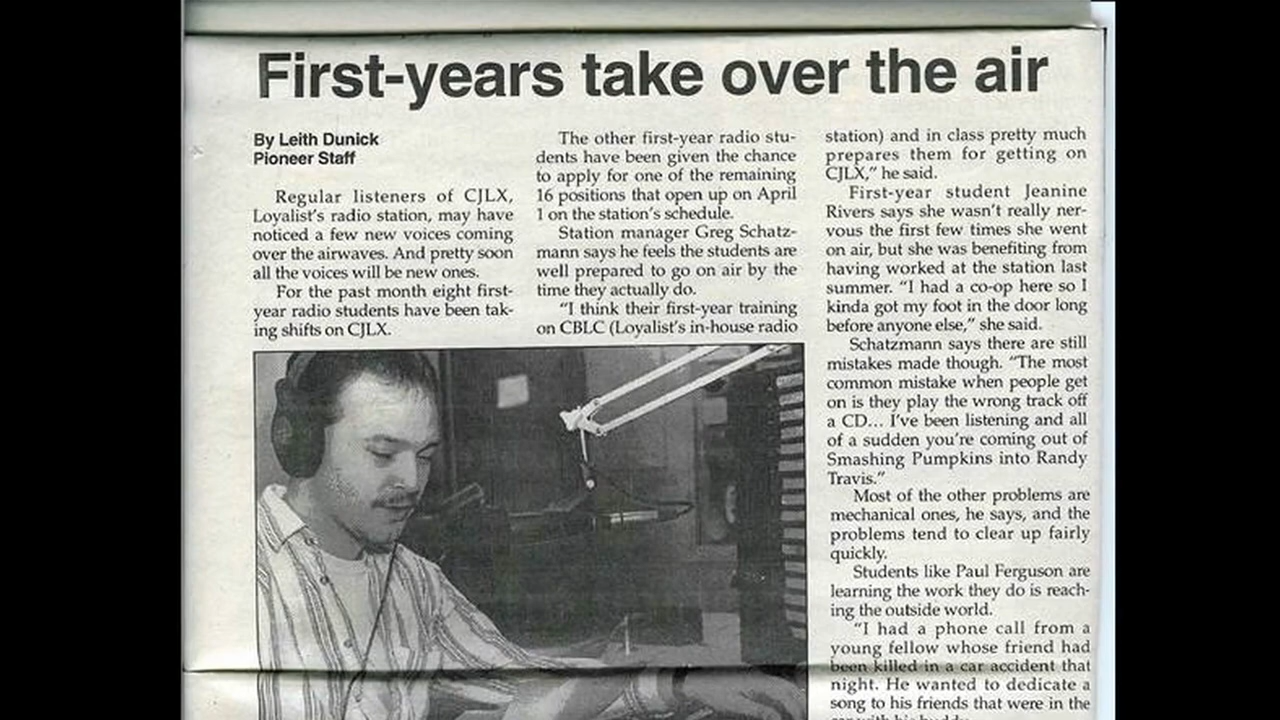 First-years take over the air
By Leith Dunick
Pioneer Staff
Regular listeners of CJLX,
Loyalist's radio station, may have
noticed a few new voices coming
over the airwaves. And pretty soon
all the voices will be new ones.
For the past month eight first-
year radio students have been tak-
ing shifts on CJLX.
The other first-year radio stu-
dents have been given the chance
to apply for one of the remaining
16 positions that open up on April
1 on the station's schedule.
Station manager Greg Schatz-
mann says he feels the students are
well prepared to go on air by the
time they actually do.
"I think their first-year training
on CBLC (Loyalist's in-house radio
station) and in class pretty much
prepares them for getting on
CJLX," he said.
First-year student Jeanine
Rivers says she wasn't really ner-
vous the first few times she went
on air, but she was benefiting from
having worked at the station last
summer. "I had a co-op here so I
kinda got my foot in the door long
before anyone else," she said.
Schatzmann says there are still
mistakes made though. "The most
common mistake when people get
on is they play the wrong track off
a CD... I've been listening and all
of a sudden you're coming out of
Smashing Pumpkins into Randy
Travis."
Most of the other problems are
mechanical ones, he says, and the
problems tend to clear up fairly
quickly.
Students like Paul Ferguson are
learning the work they do is reach-
ing the outside world.
"I had a phone call from a
young fellow whose friend had
been killed in a car accident that
night. He wanted to dedicate a
song to his friends that were in the
car with his buddy